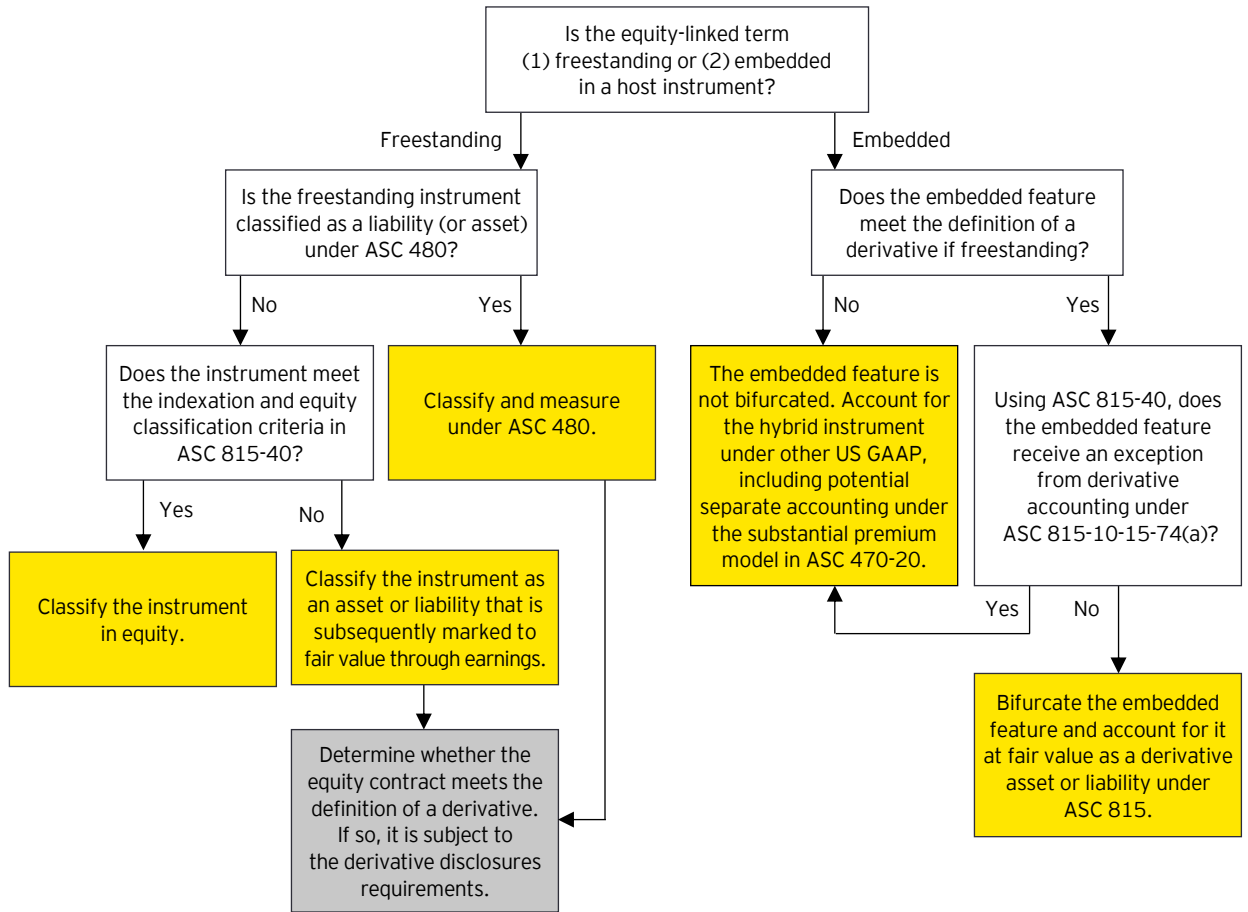 Is the equity-linked term
(1) freestanding or (2) embedded
in a host instrument?
Freestanding
Embedded
Is the freestanding instrument
classified as a liability (or asset)
under ASC 480?
Does the embedded feature
meet the definition of a
derivative if freestanding?
No
Yes
No
Yes
Does the instrument meet
the indexation and equity
classification criteria in
ASC 815-40?
Classify and measure
under ASC 480.
The embedded feature is
not bifurcated. Account for
the hybrid instrument
under other US GAAP,
including potential
separate accounting under
the substantial premium
model in ASC 470-20.
Using ASC 815-40, does
the embedded feature
receive an exception
from derivative
accounting under
ASC 815-10-15-74(a)?
Yes
No
Yes
No
Classify the instrument
in equity.
Classify the instrument as
an asset or liability that is
subsequently marked to
fair value through earnings.
Bifurcate the embedded
feature and account for it
at fair value as a derivative
asset or liability under
ASC 815.
Determine whether the
equity contract meets the
definition of a derivative.
If so, it is subject to
the derivative disclosures
requirements.